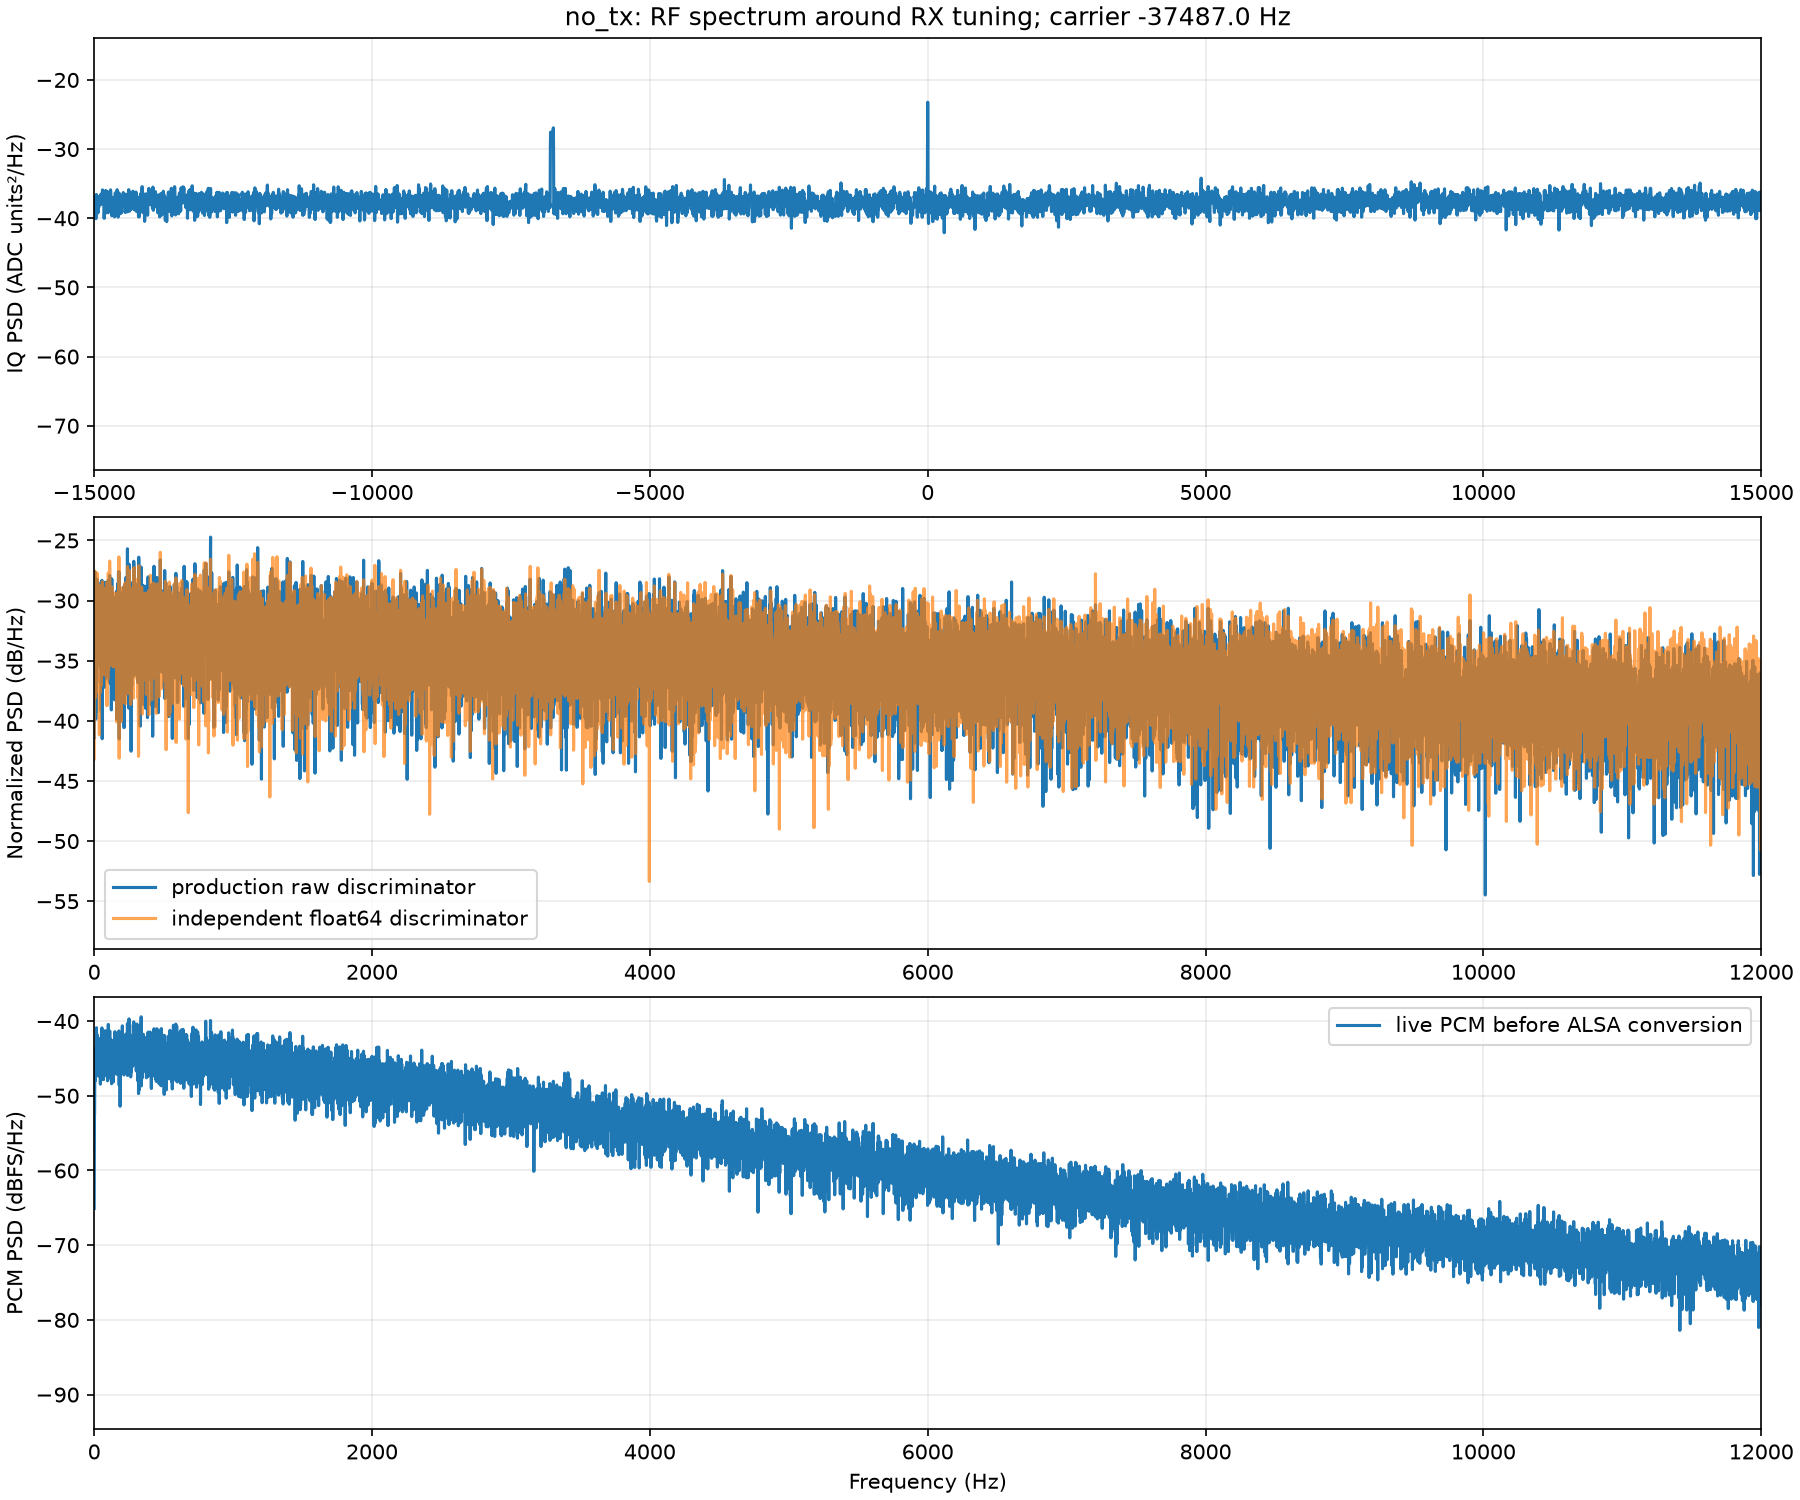 no_tx: RF spectrum around RX tuning; carrier -37487.0 Hz
IQ PSD (ADC units²/Hz)
−20
−30
−40
−50
−60
−70
−15000 −10000 −5000 0 5000 10000 15000
Normalized PSD (dB/Hz)
−25
−30
−35
−40
−45
−50
−55
production raw discriminator
independent float64 discriminator
0 2000 4000 6000 8000 10000 12000
PCM PSD (dBFS/Hz)
−40
−50
−60
−70
−80
−90
live PCM before ALSA conversion
0 2000 4000 6000 8000 10000 12000
Frequency (Hz)